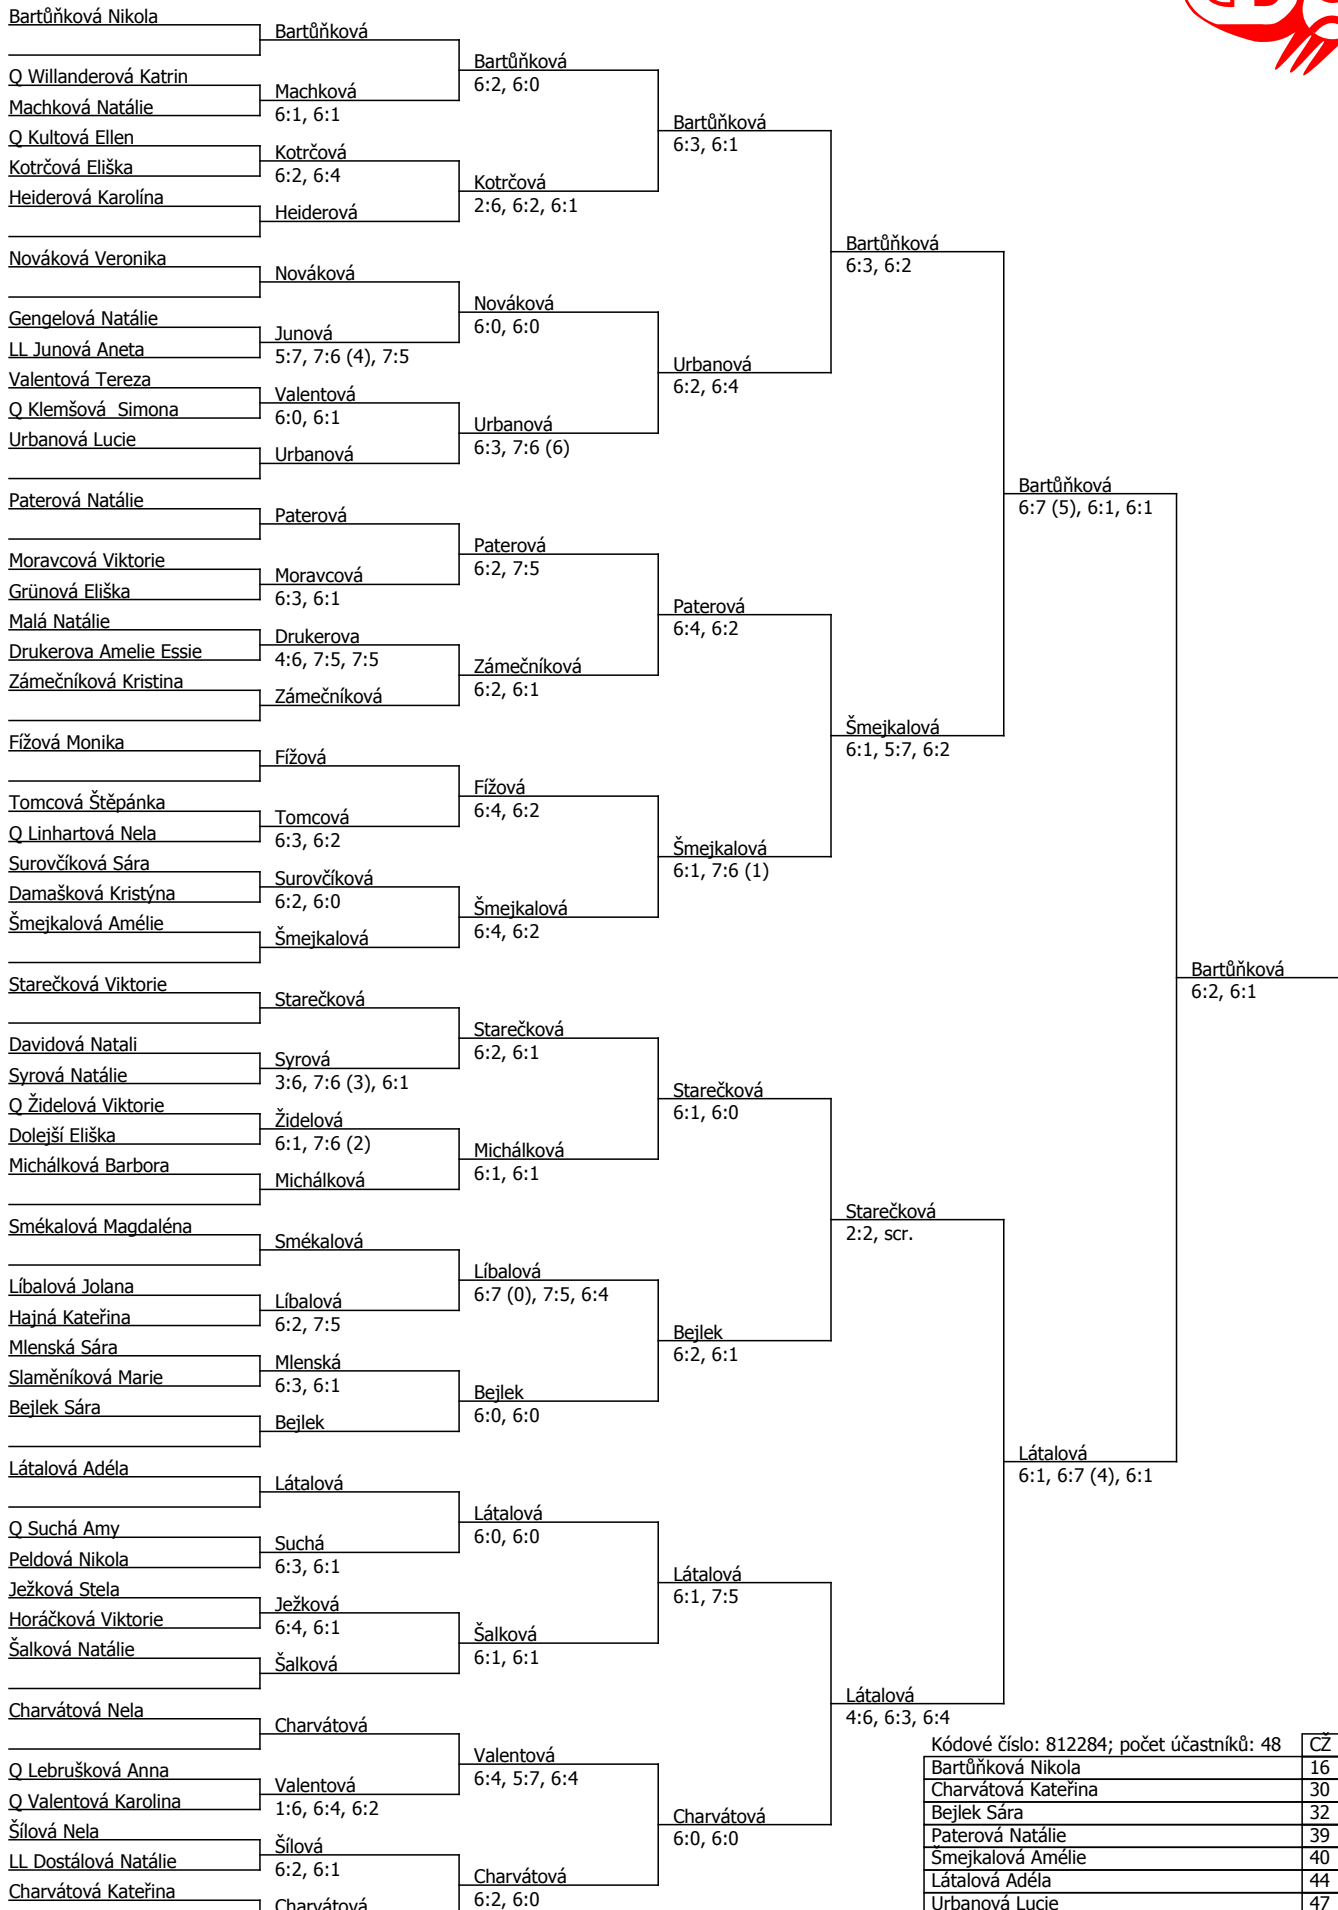 Bartůňková Nikola
Q Willanderová Katrin
Machková Natálie
Q Kultová Ellen
Kotrčová Eliška
Heiderová Karolína
Nováková Veronika
Gengelová Natálie
LL Junová Aneta
Valentová Tereza
Q Klemšová  Simona
Urbanová Lucie
Paterová Natálie
Moravcová Viktorie
Grünová Eliška
Malá Natálie
Drukerova Amelie Essie
Zámečníková Kristina
Fížová Monika
Tomcová Štěpánka
Q Linhartová Nela
Surovčíková Sára
Damašková Kristýna
Šmejkalová Amélie
Starečková Viktorie
Davidová Natali
Syrová Natálie
Q Židelová Viktorie
Dolejší Eliška
Michálková Barbora
Smékalová Magdaléna
Líbalová Jolana
Hajná Kateřina
Mlenská Sára
Slaměníková Marie
Bejlek Sára
Látalová Adéla
Q Suchá Amy
Peldová Nikola
Ježková Stela
Horáčková Viktorie
Šalková Natálie
Charvátová Nela
Q Lebrušková Anna
Q Valentová Karolina
Šílová Nela
LL Dostálová Natálie
Charvátová Kateřina
Bartůňková
Machková
6:1, 6:1
Kotrčová
6:2, 6:4
Heiderová
Nováková
Junová
5:7, 7:6 (4), 7:5
Valentová
6:0, 6:1
Urbanová
Paterová
Moravcová
6:3, 6:1
Drukerova
4:6, 7:5, 7:5
Zámečníková
Fížová
Tomcová
6:3, 6:2
Surovčíková
6:2, 6:0
Šmejkalová
Starečková
Syrová
3:6, 7:6 (3), 6:1
Židelová
6:1, 7:6 (2)
Michálková
Smékalová
Líbalová
6:2, 7:5
Mlenská
6:3, 6:1
Bejlek
Látalová
Suchá
6:3, 6:1
Ježková
6:4, 6:1
Šalková
Charvátová
Valentová
1:6, 6:4, 6:2
Šílová
6:2, 6:1
Charvátová
Bartůňková
6:2, 6:0
Kotrčová
2:6, 6:2, 6:1
Nováková
6:0, 6:0
Urbanová
6:3, 7:6 (6)
Paterová
6:2, 7:5
Zámečníková
6:2, 6:1
Fížová
6:4, 6:2
Šmejkalová
6:4, 6:2
Starečková
6:2, 6:1
Michálková
6:1, 6:1
Líbalová
6:7 (0), 7:5, 6:4
Bejlek
6:0, 6:0
Látalová
6:0, 6:0
Šalková
6:1, 6:1
Valentová
6:4, 5:7, 6:4
Charvátová
6:2, 6:0
Bartůňková
6:3, 6:1
Urbanová
6:2, 6:4
Paterová
6:4, 6:2
Šmejkalová
6:1, 7:6 (1)
Starečková
6:1, 6:0
Bejlek
6:2, 6:1
Látalová
6:1, 7:5
Charvátová
6:0, 6:0
Bartůňková
6:3, 6:2
Šmejkalová
6:1, 5:7, 6:2
Starečková
2:2, scr.
Látalová
4:6, 6:3, 6:4
Bartůňková
6:7 (5), 6:1, 6:1
Látalová
6:1, 6:7 (4), 6:1
Bartůňková
6:2, 6:1
Kódové číslo: 812284; počet účastníků: 48 CŽ
Bartůňková Nikola 16
Charvátová Kateřina 30
Bejlek Sára 32
Paterová Natálie 39
Šmejkalová Amélie 40
Látalová Adéla 44
Urbanová Lucie 47